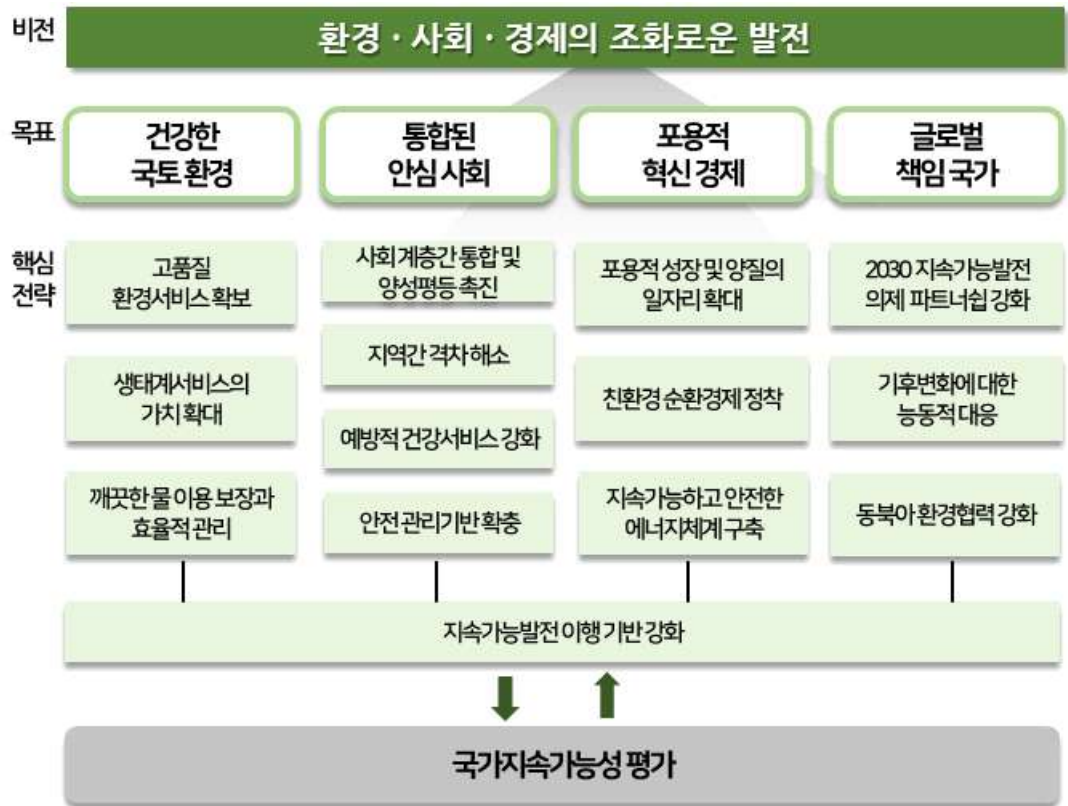 비전
환경 · 사회 · 경제의 조화로운 발전
목표
건강한
국토 환경
통합된
안심 사회
포용적
혁신 경제
글로벌
책임 국가
핵심
전략
고품질
환경서비스 확보
생태계서비스의
가치 확대
깨끗한 물 이용 보장과
효율적 관리
사회 계층간 통합 및
양성평등 촉진
지역간 격차 해소
예방적 건강서비스 강화
안전 관리기반 확충
포용적 성장 및 양질의
일자리 확대
친환경 순환경제 정착
지속가능하고 안전한
에너지체계 구축
2030 지속가능발전
의제 파트너쉽 강화
기후변화에 대한
능동적 대응
동북아 환경협력 강화
지속가능발전 이행 기반 강화
국가지속가능성 평가